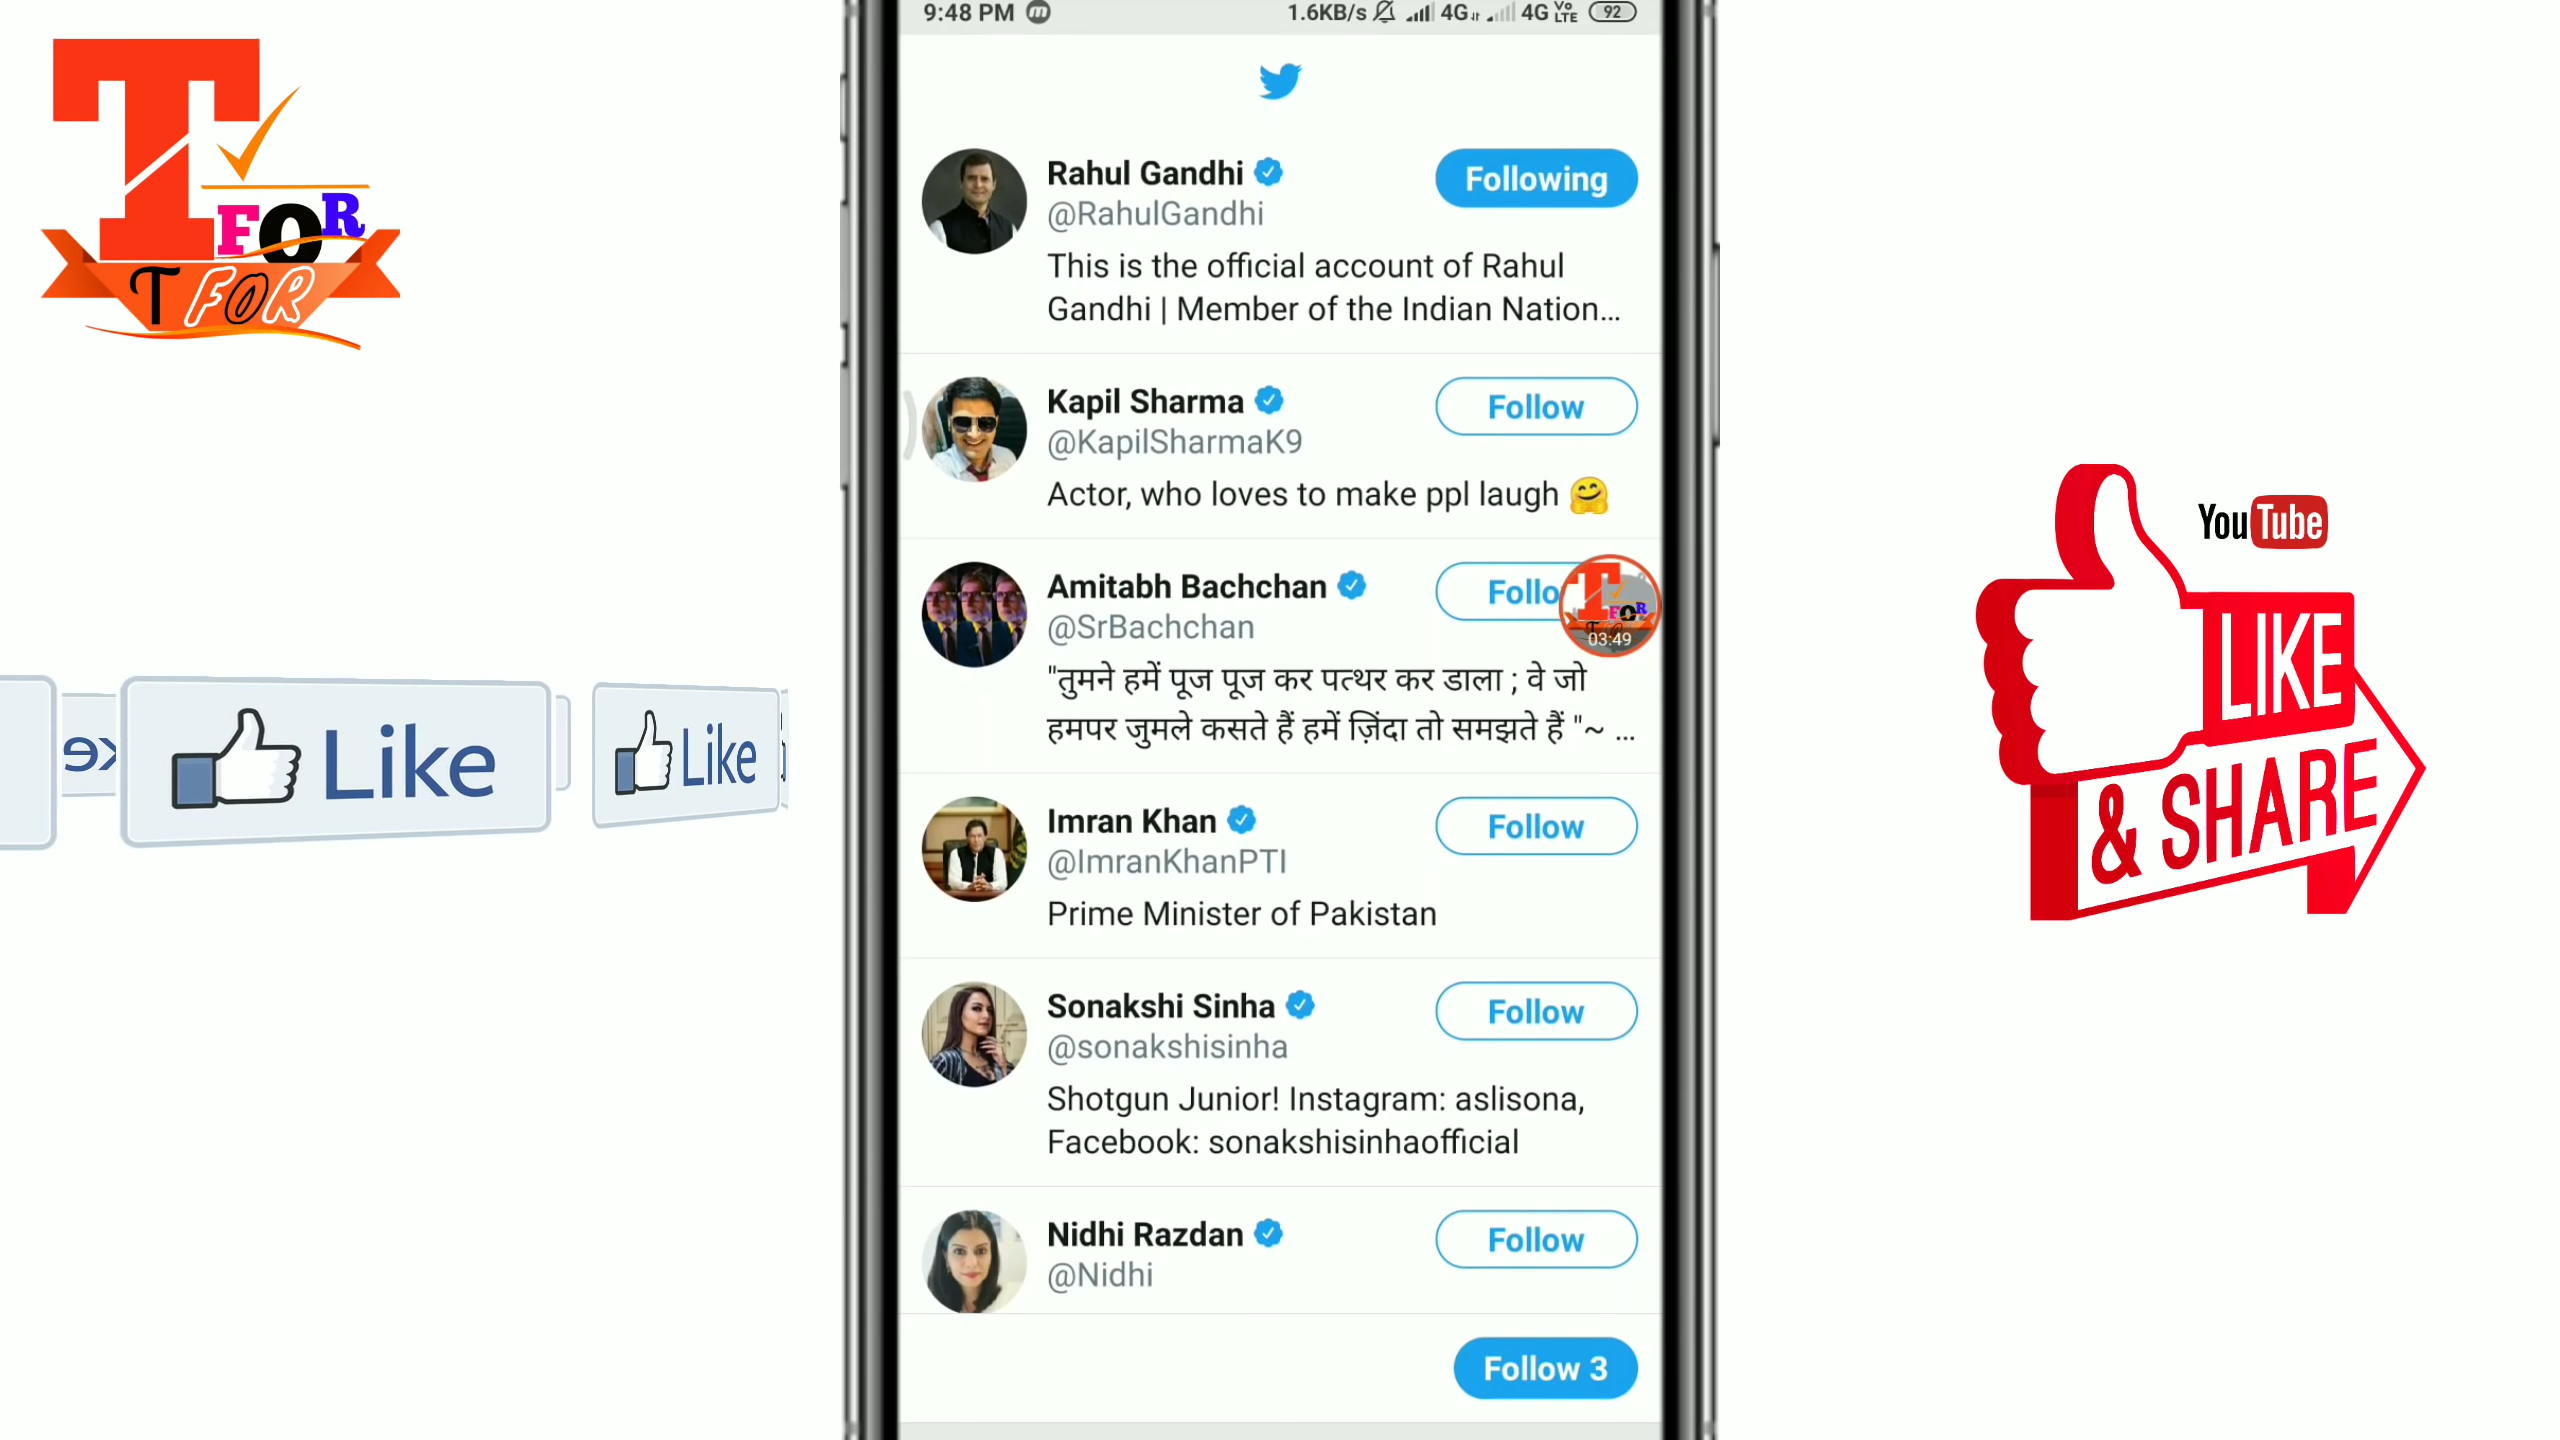 T
FOR
T FOR
9:48 PM
1.6KB/s 4G 4G Vo LTE 92
Rahul Gandhi
@RahulGandhi
Following
This is the official account of Rahul
Gandhi | Member of the Indian Nation...
Kapil Sharma
@KapilSharmaK9
Follow
Actor, who loves to make ppl laugh 🤗
Amitabh Bachchan
@SrBachchan
Follo
T FOR
03:49
"तुमने हमें पूज पूज कर पत्थर कर डाला ; वे जो
हमपर जुमले कसते हैं हमें ज़िंदा तो समझते हैं "~ ...
Imran Khan
@ImranKhanPTI
Follow
Prime Minister of Pakistan
Sonakshi Sinha
@sonakshisinha
Follow
Shotgun Junior! Instagram: aslisona,
Facebook: sonakshisinhaofficial
Nidhi Razdan
@Nidhi
Follow
Follow 3
Like
Like
YouTube
LIKE
& SHARE